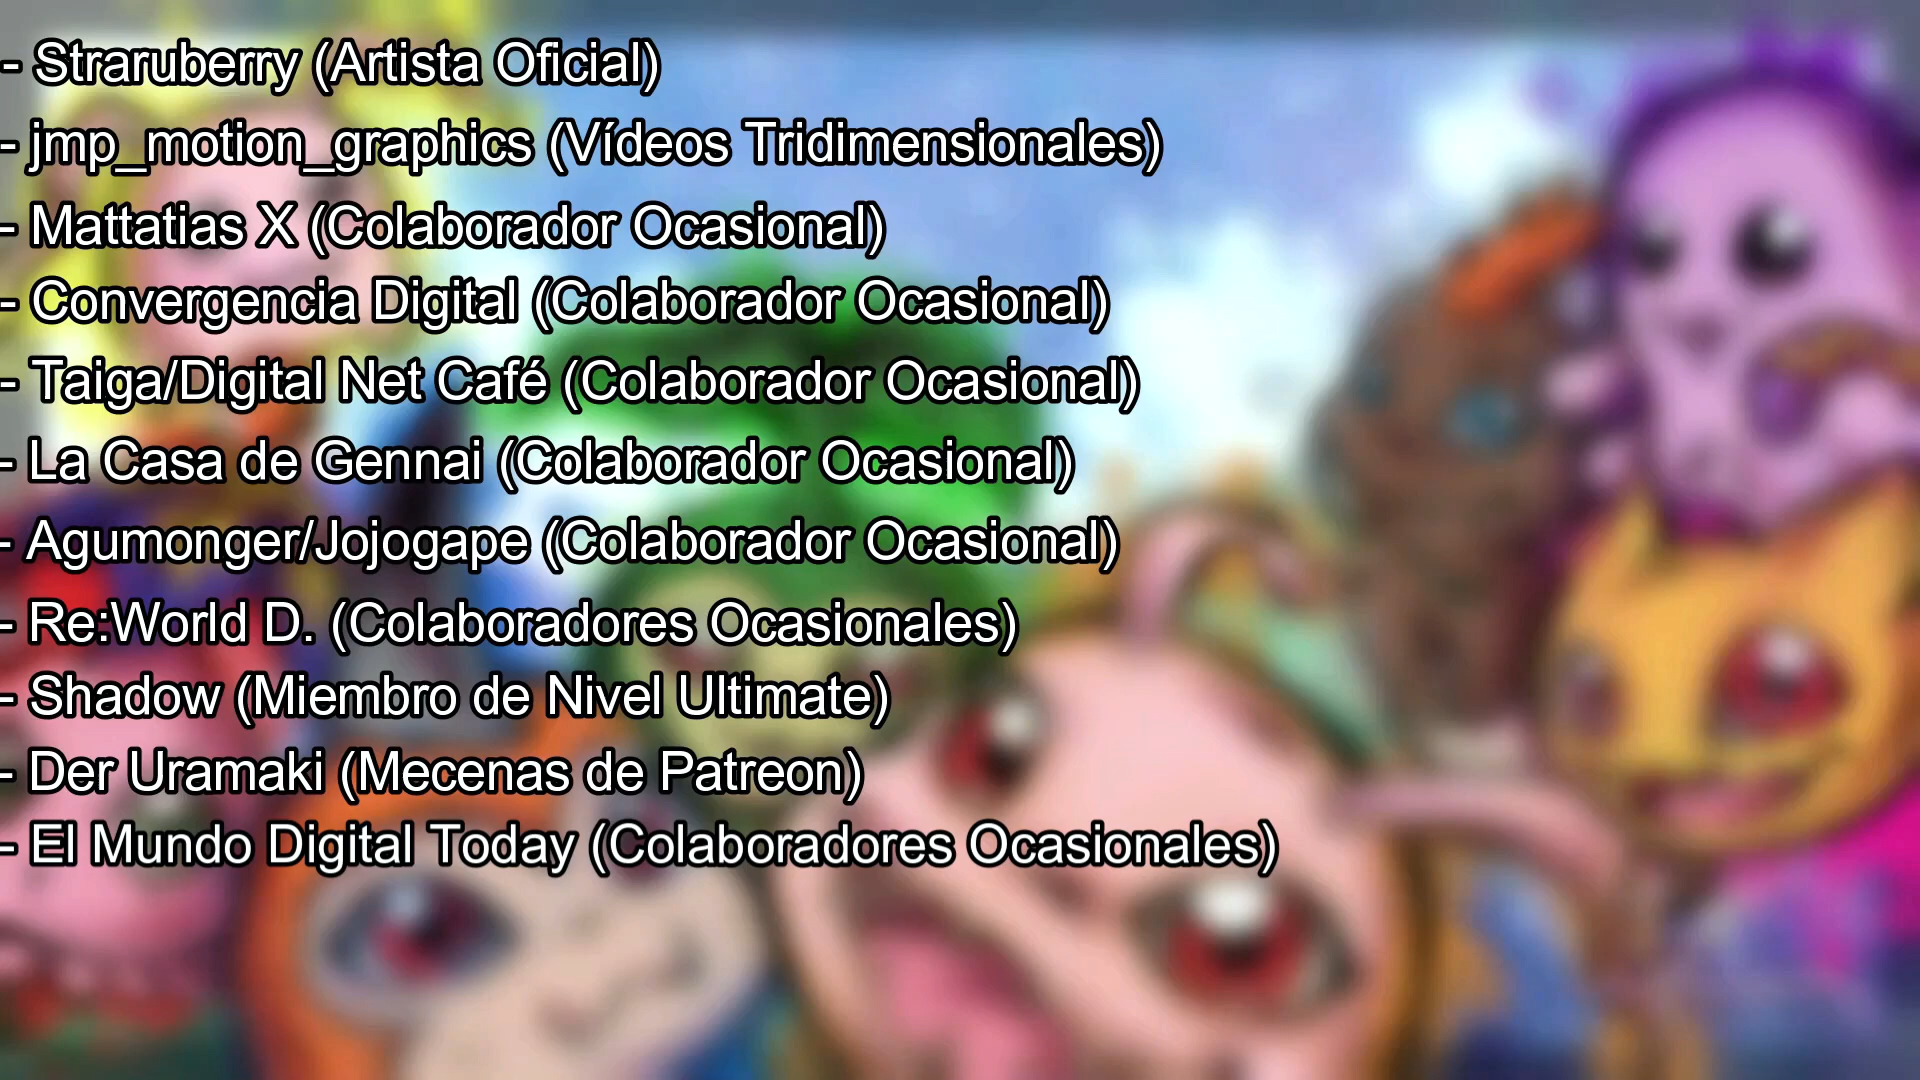 - Straruberry (Artista Oficial)
- jmp_motion_graphics (Vídeos Tridimensionales)
- Mattatias X (Colaborador Ocasional)
- Convergencia Digital (Colaborador Ocasional)
- Taiga/Digital Net Café (Colaborador Ocasional)
- La Casa de Gennai (Colaborador Ocasional)
- Agumonger/Jojogape (Colaborador Ocasional)
- Re:World D. (Colaboradores Ocasionales)
- Shadow (Miembro de Nivel Ultimate)
- Der Uramaki (Mecenas de Patreon)
- El Mundo Digital Today (Colaboradores Ocasionales)